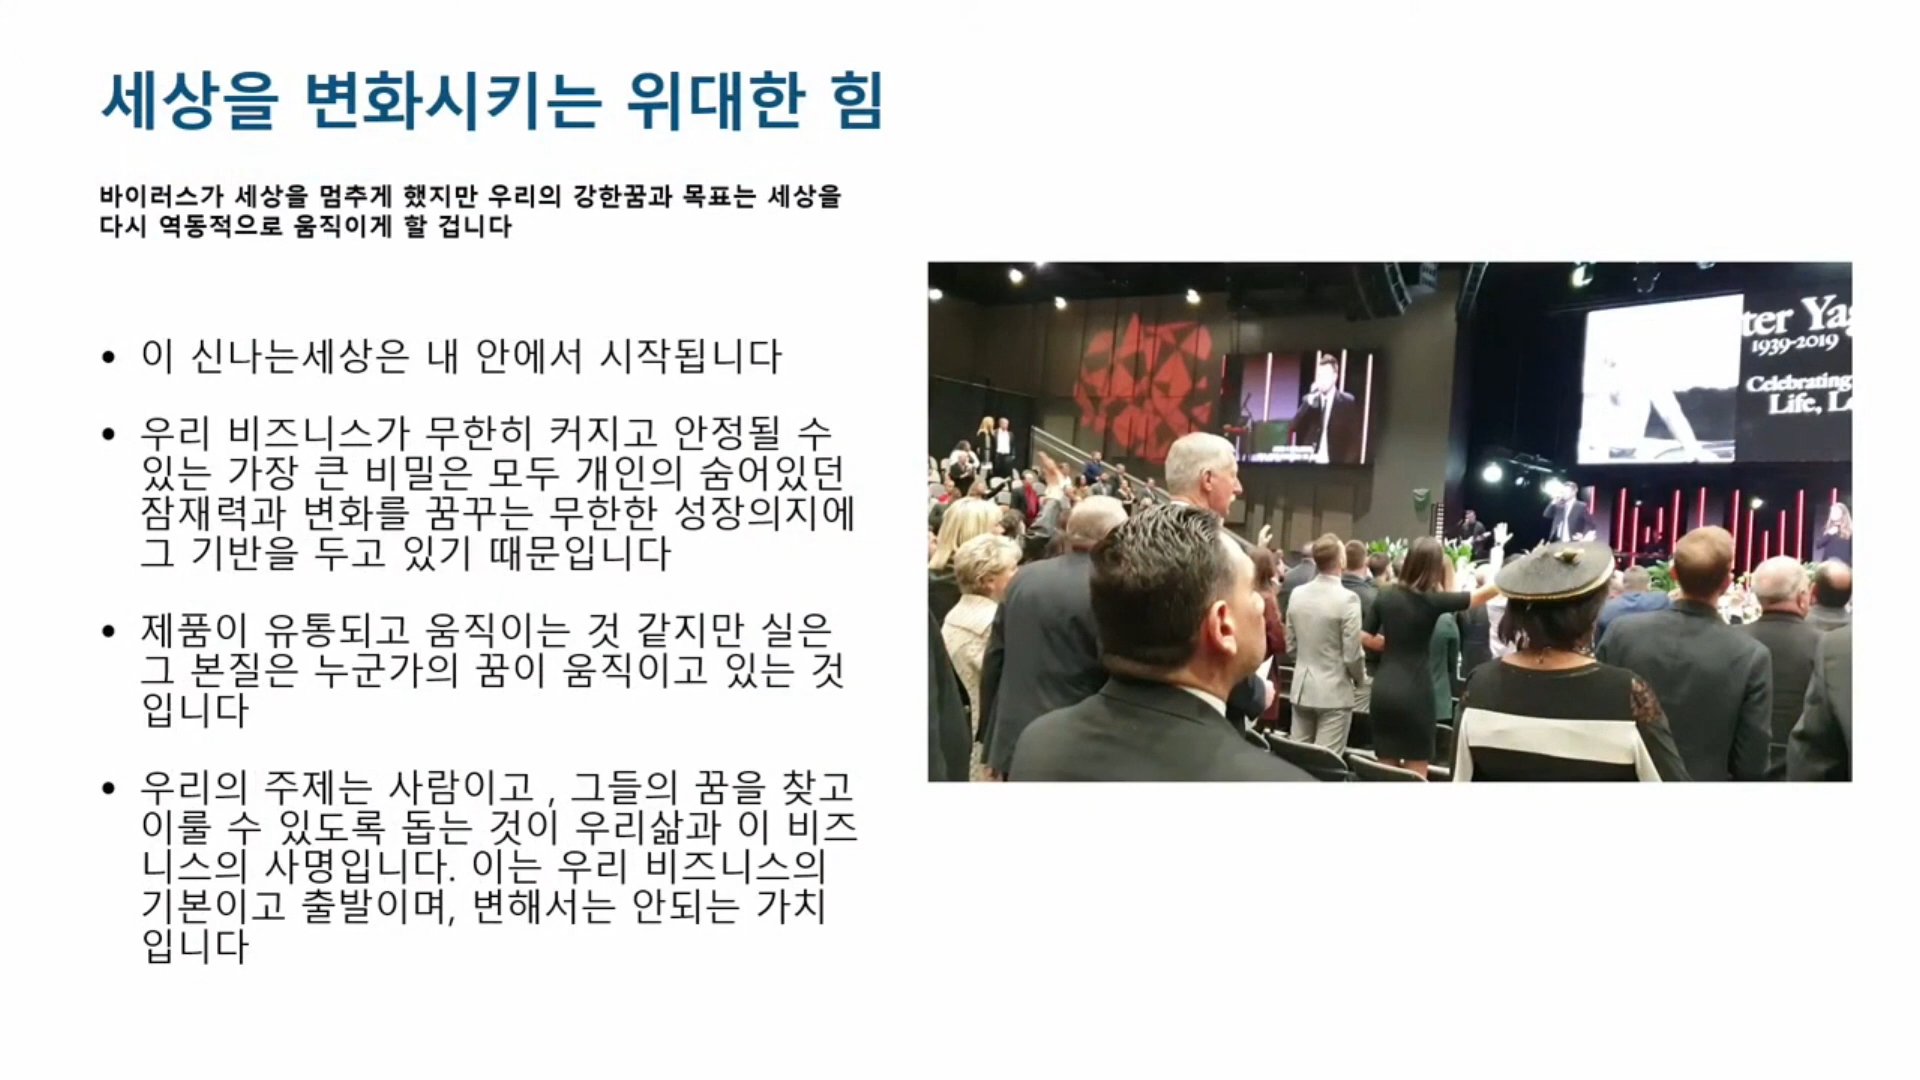 세상을 변화시키는 위대한 힘
바이러스가 세상을 멈추게 했지만 우리의 강한꿈과 목표는 세상을
다시 역동적으로 움직이게 할 겁니다
• 이 신나는세상은 내 안에서 시작됩니다
• 우리 비즈니스가 무한히 커지고 안정될 수
있는 가장 큰 비밀은 모두 개인의 숨어있던
잠재력과 변화를 꿈꾸는 무한한 성장의지에
그 기반을 두고 있기 때문입니다
• 제품이 유통되고 움직이는 것 같지만 실은
그 본질은 누군가의 꿈이 움직이고 있는 것
입니다
• 우리의 주제는 사람이고 , 그들의 꿈을 찾고
이룰 수 있도록 돕는 것이 우리삶과 이 비즈
니스의 사명입니다. 이는 우리 비즈니스의
기본이고 출발이며, 변해서는 안되는 가치
입니다
ter Ya
1939-2019
Celebrating
Life, L